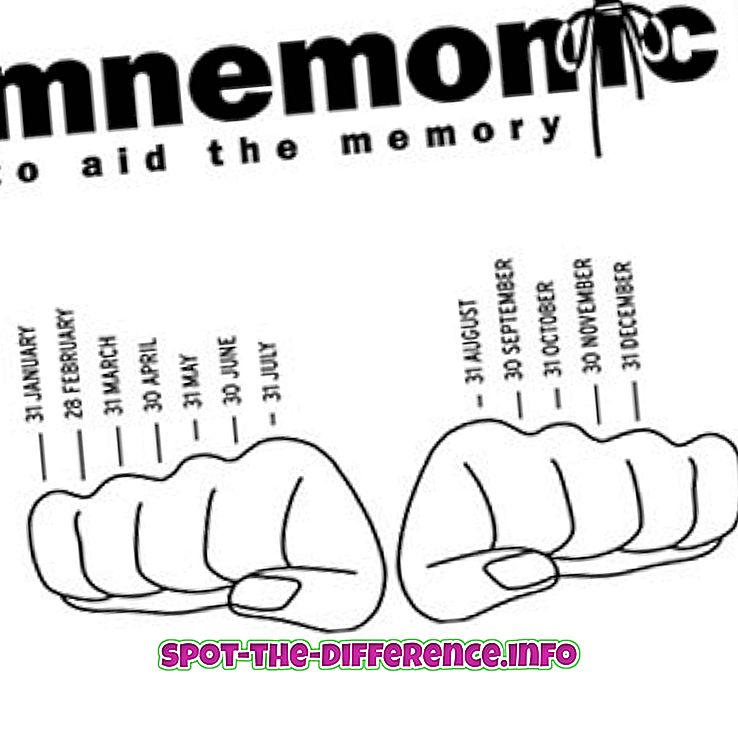 mnemonic
to aid the memory
31 JANUARY
28 FEBRUARY
31 MARCH
30 APRIL
31 MAY
30 JUNE
31 JULY
31 AUGUST
30 SEPTEMBER
31 OCTOBER
30 NOVEMBER
31 DECEMBER
SPOT-THE-DIFFERENCE.INFO